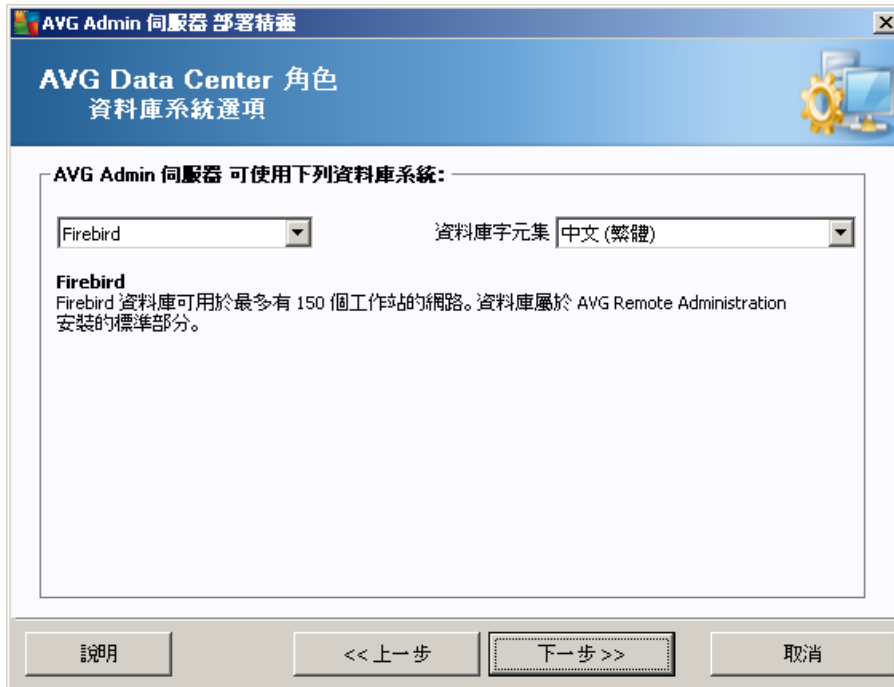 AVG Admin 伺服器 部署精靈
AVG Data Center 角色
資料庫系統選項
AVG Admin 伺服器 可使用下列資料庫系統:
Firebird 資料庫字元集 中文 (繁體)
Firebird
Firebird 資料庫可用於最多有 150 個工作站的網路。資料庫屬於 AVG Remote Administration
安裝的標準部分。
說明 <<上一步 下一步>> 取消